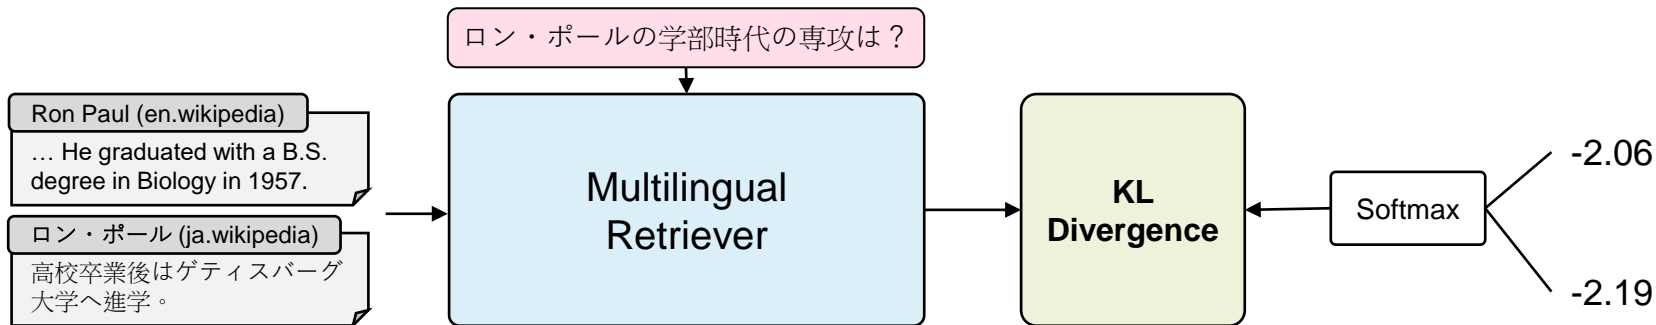 ロン・ポールの学部時代の専攻は？
Ron Paul (en.wikipedia)
… He graduated with a B.S.
degree in Biology in 1957.
ロン・ポール (ja.wikipedia)
高校卒業後はゲティスバーグ
大学へ進学。
Multilingual
Retriever
KL
Divergence
Softmax
-2.06
-2.19